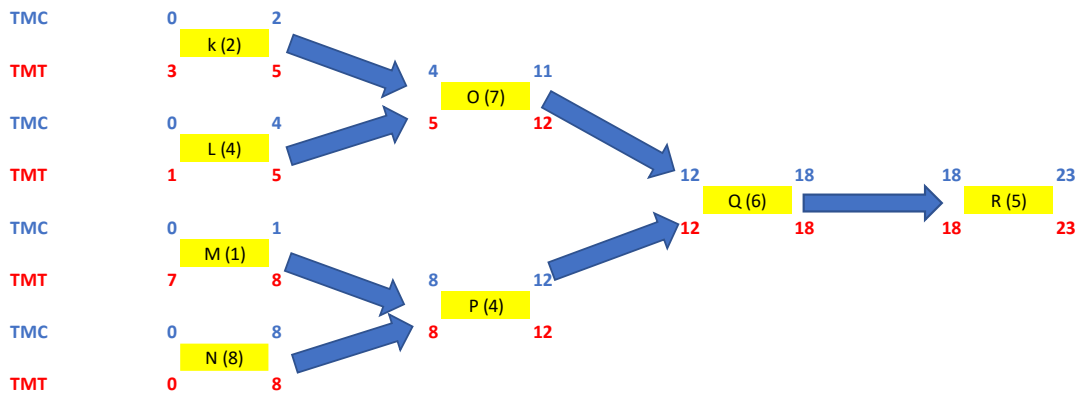 TMC 0 2
k (2)
TMT 3 5 4 11
O (7)
TMC 0 4 5 12
L (4)
TMT 1 5 12 18 18 23
Q (6) R (5)
TMC 0 1 12 18 18 23
M (1)
TMT 7 8 8 12
P (4)
TMC 0 8 8 12
N (8)
TMT 0 8